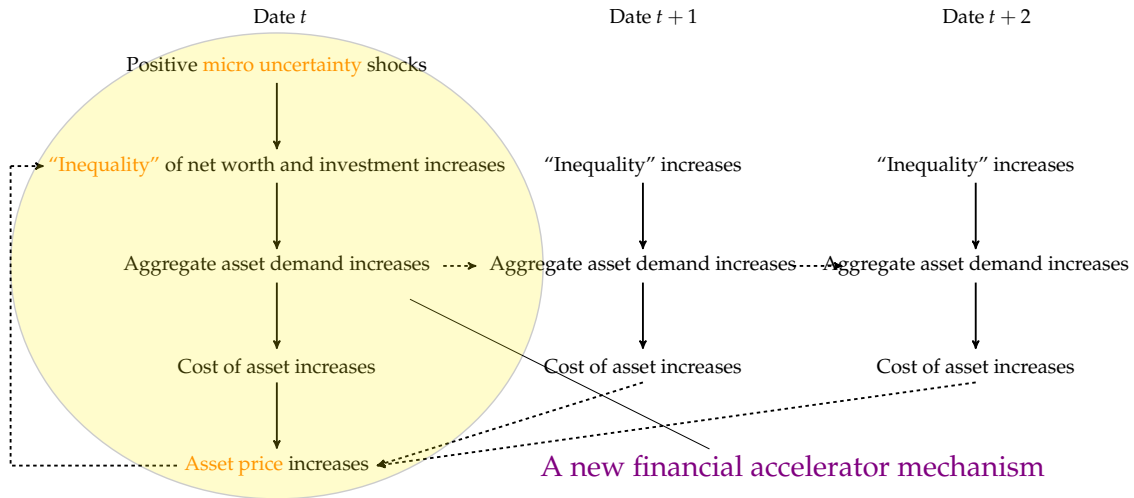 Date t
Date t + 1
Date t + 2
Positive micro uncertainty shocks
“Inequality” of net worth and investment increases
“Inequality” increases
“Inequality” increases
Aggregate asset demand increases
Aggregate asset demand increases
Aggregate asset demand increases
Cost of asset increases
Cost of asset increases
Cost of asset increases
Asset price increases
A new financial accelerator mechanism